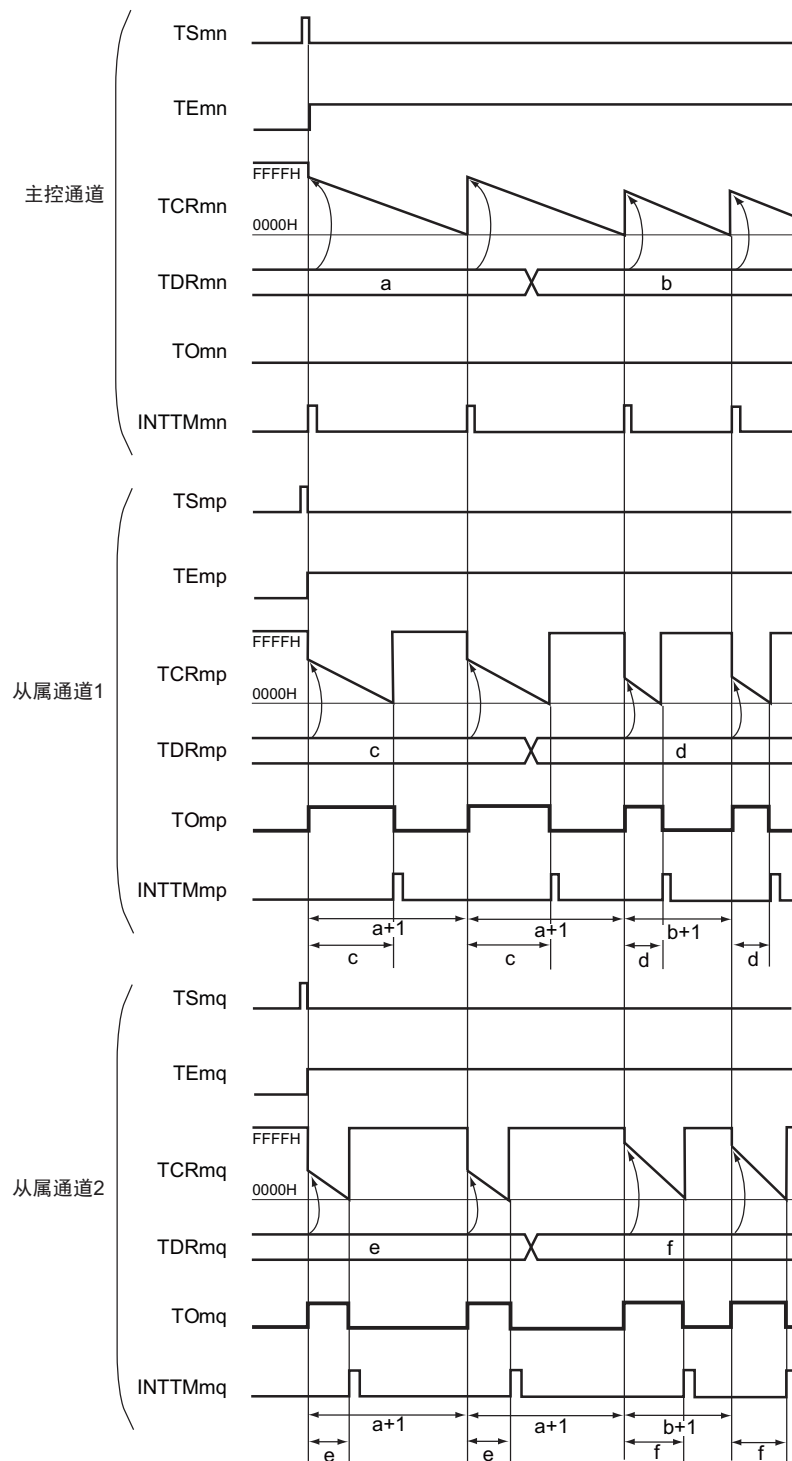 主控通道
TSmn
TEmn
FFFFH
TCRmn
0000H
TDRmn
a
b
TOmn
INTTMmn
从属通道1
TSmp
TEmp
FFFFH
TCRmp
0000H
TDRmp
c
d
TOmp
INTTMmp
a+1
a+1
b+1
c
c
d
d
从属通道2
TSmq
TEmq
FFFFH
TCRmq
0000H
TDRmq
e
f
TOmq
INTTMmq
a+1
a+1
b+1
e
e
f
f